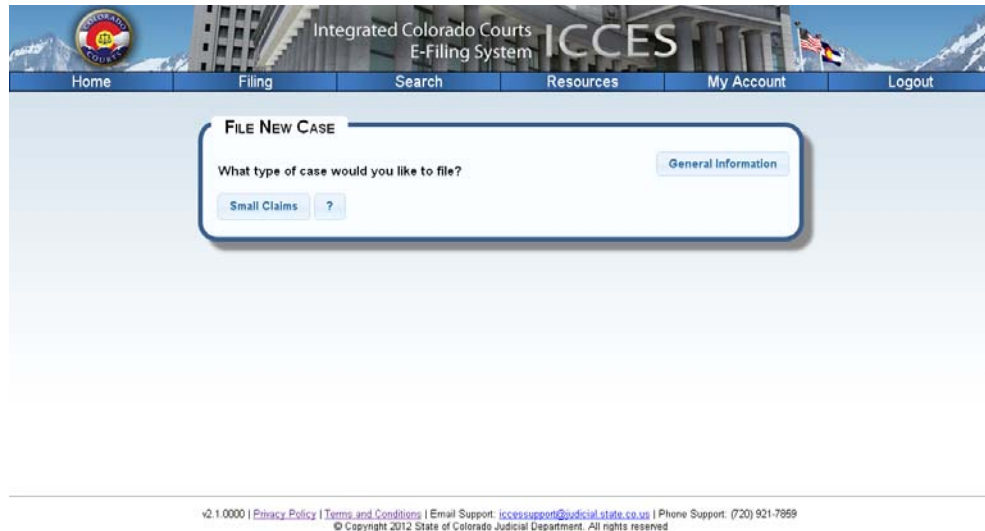 COLORADO
COURTS
Integrated Colorado Courts
E-Filing System
ICCES
Home Filing Search Resources My Account Logout
FILE NEW CASE
What type of case would you like to file?
General Information
Small Claims ?
v2.1.0000 | Privacy Policy | Terms and Conditions | Email Support: iccessupport@judicial.state.co.us | Phone Support: (720) 921-7859
© Copyright 2012 State of Colorado Judicial Department. All rights reserved